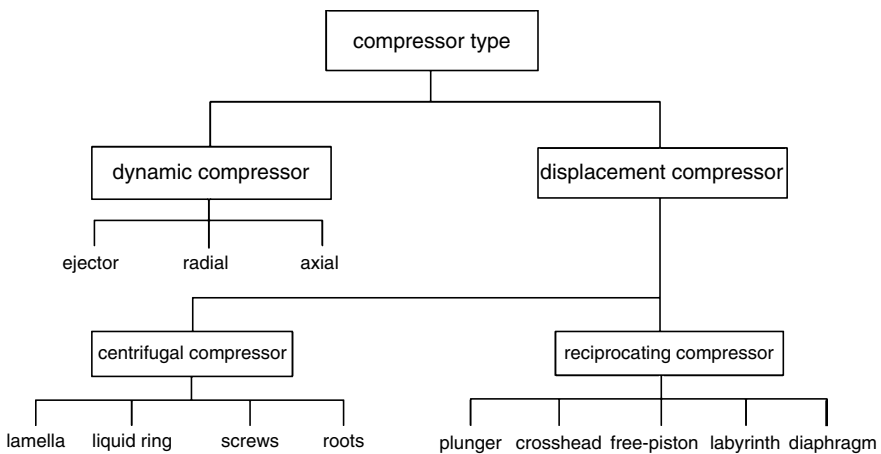 compressor type
dynamic compressor
displacement compressor
ejector
radial
axial
centrifugal compressor
reciprocating compressor
lamella
liquid ring
screws
roots
plunger
crosshead
free-piston
labyrinth
diaphragm